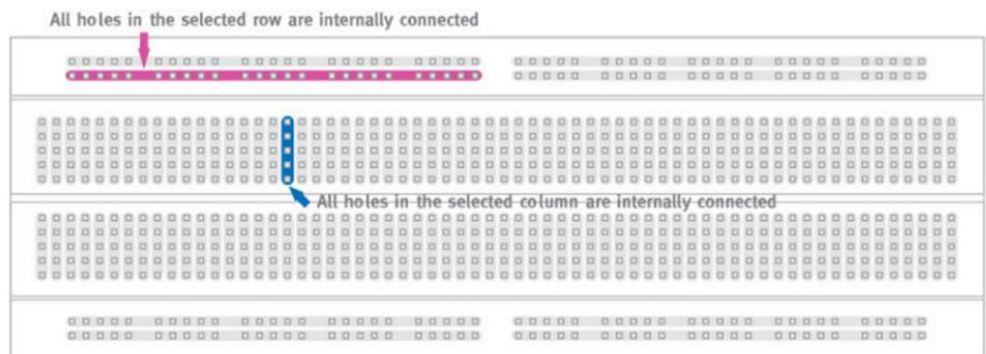 All holes in the selected row are internally connected
All holes in the selected column are internally connected